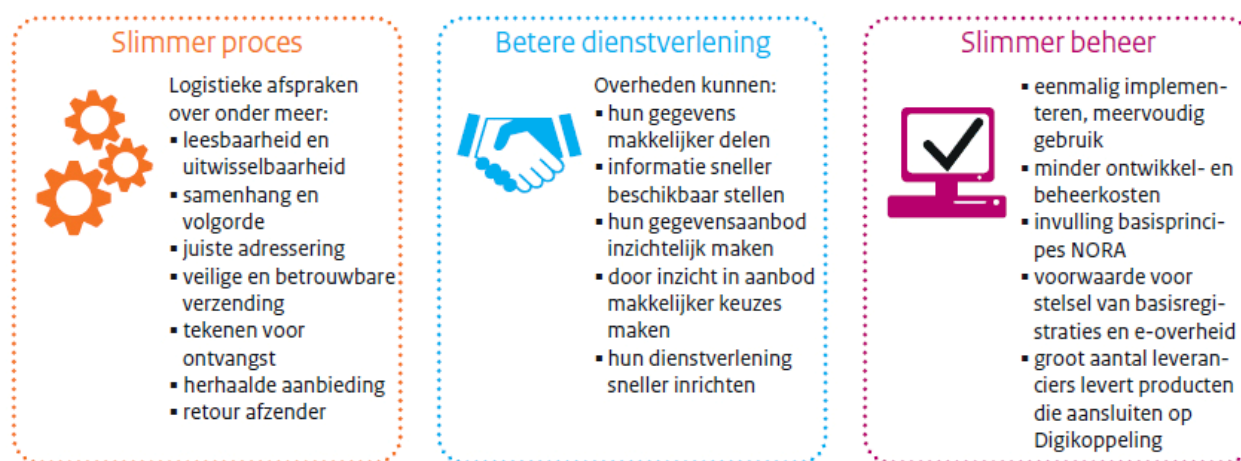 Slimmer proces
Logistieke afspraken
over onder meer:
▪ leesbaarheid en
uitwisselbaarheid
▪ samenhang en
volgorde
▪ juiste adressering
▪ veilige en betrouwbare
verzending
▪ tekenen voor
ontvangst
▪ herhaalde aanbieding
▪ retour afzender
Betere dienstverlening
Overheden kunnen:
▪ hun gegevens
makkelijker delen
▪ informatie sneller
beschikbaar stellen
▪ hun gegevensaanbod
inzichtelijk maken
▪ door inzicht in aanbod
makkelijker keuzes
maken
▪ hun dienstverlening
sneller inrichten
Slimmer beheer
▪ eenmalig implemen-
teren, meervoudig
gebruik
▪ minder ontwikkel- en
beheerkosten
▪ invulling basisprinci-
pes NORA
▪ voorwaarde voor
stelsel van basisregi-
straties en e-overheid
▪ groot aantal leveran-
ciers levert producten
die aansluiten op
Digikoppeling